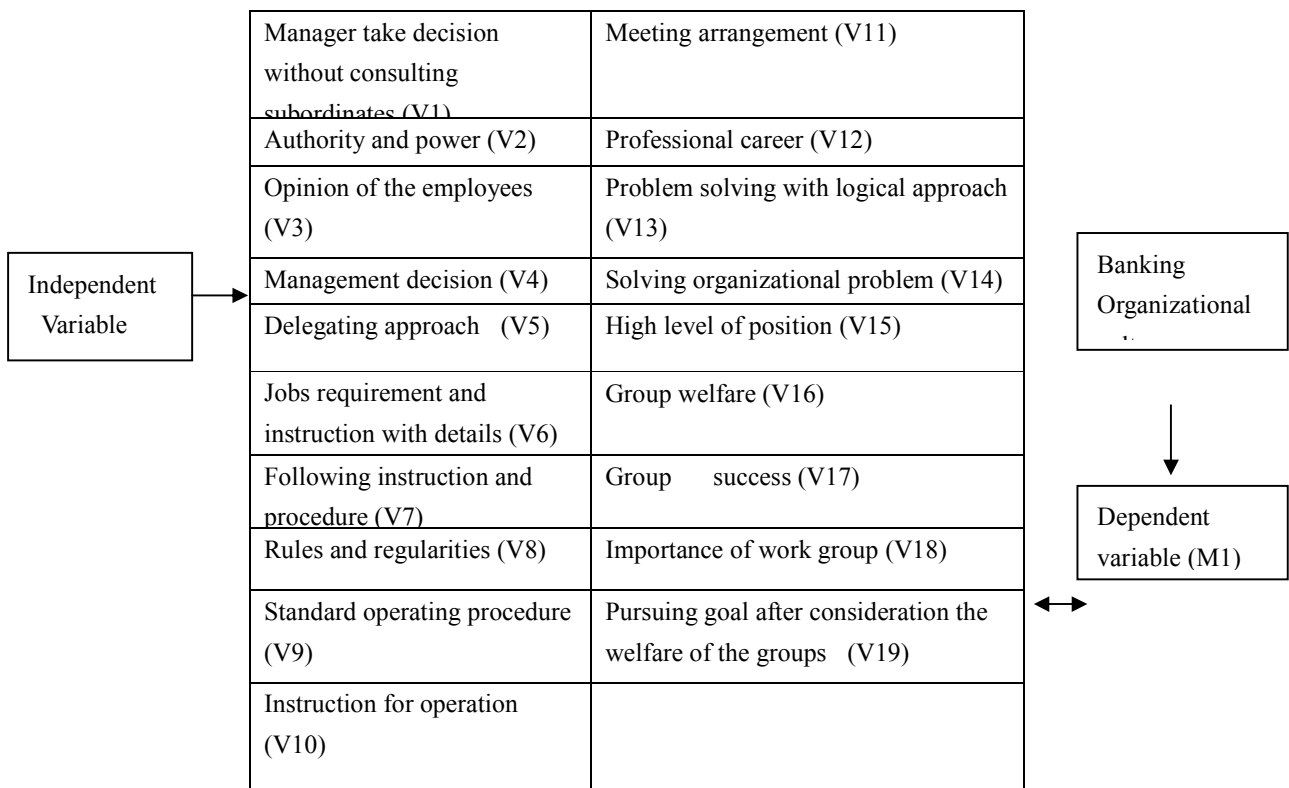 Manager take decision
without consulting
subordinates (V1)
Meeting arrangement (V11)
Authority and power (V2)
Professional career (V12)
Opinion of the employees
(V3)
Problem solving with logical approach
(V13)
Independent
Variable
Management decision (V4)
Solving organizational problem (V14)
Banking
Organizational
Delegating approach (V5)
High level of position (V15)
Jobs requirement and
instruction with details (V6)
Group welfare (V16)
Following instruction and
procedure (V7)
Group success (V17)
Dependent
variable (M1)
Rules and regularities (V8)
Importance of work group (V18)
Standard operating procedure
(V9)
Pursuing goal after consideration the
welfare of the groups (V19)
Instruction for operation
(V10)